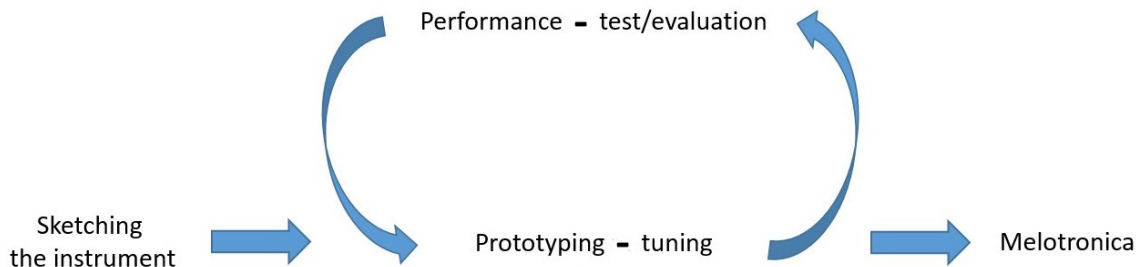 Performance - test/evaluation
Sketching
the instrument
Prototyping - tuning
Melotronica